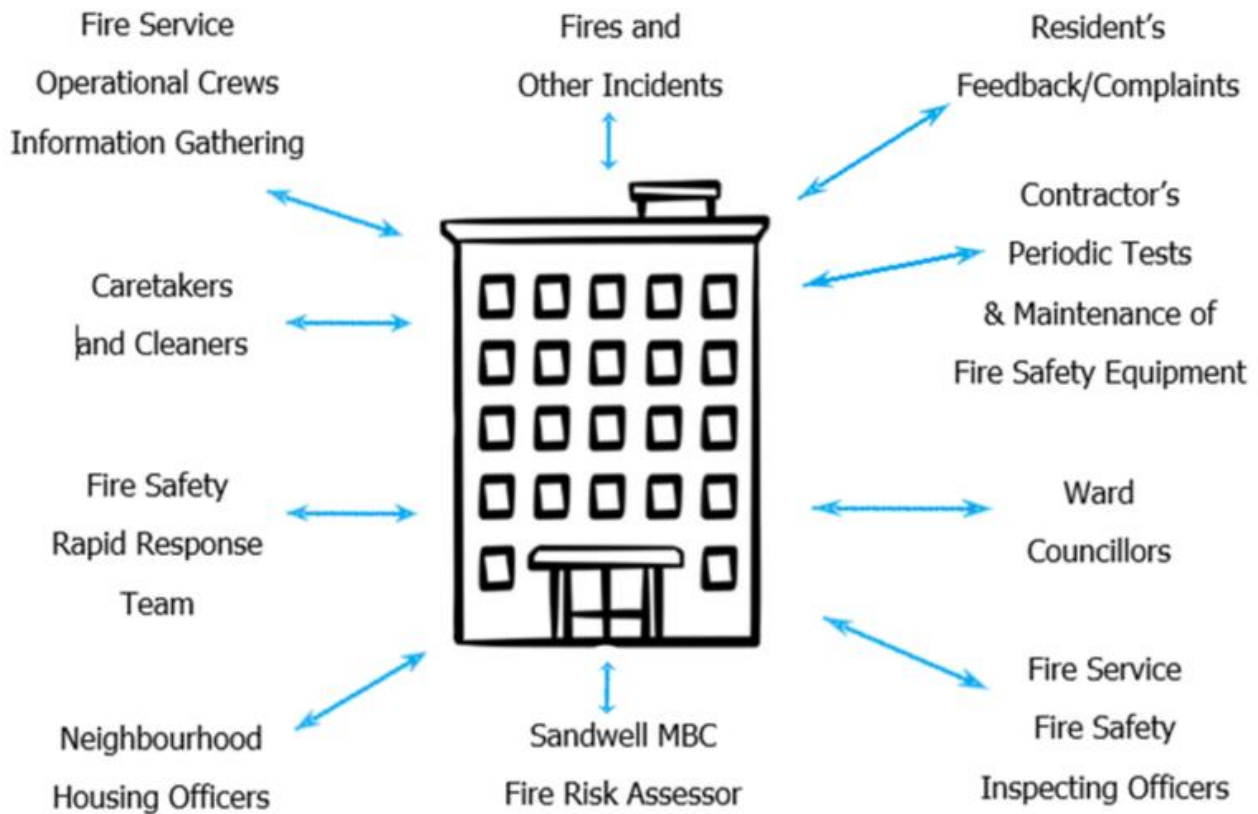 Fire Service
Operational Crews
Information Gathering
Fires and
Other Incidents
Resident’s
Feedback/Complaints
Contractor’s
Periodic Tests
& Maintenance of
Fire Safety Equipment
Caretakers
and Cleaners
Fire Safety
Rapid Response
Team
Ward
Councillors
Neighbourhood
Housing Officers
Sandwell MBC
Fire Risk Assessor
Fire Service
Fire Safety
Inspecting Officers